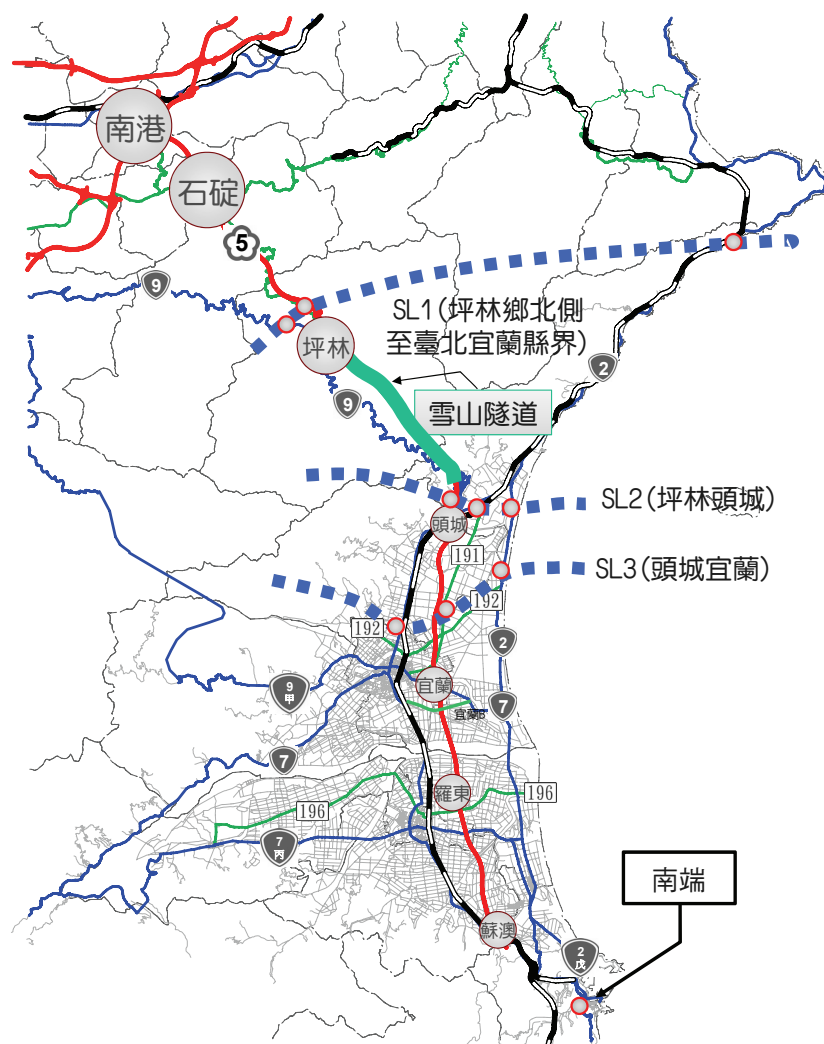 南港
石碇
5
9
SL1(坪林鄉北側
至臺北宜蘭縣界)
坪林
2
9
雪山隧道
SL2(坪林頭城)
頭城
191
SL3(頭城宜蘭)
192
192
2
9
甲
宜蘭
7
宜蘭B
7
羅東
196
196
7
丙
南端
蘇澳
2
戊